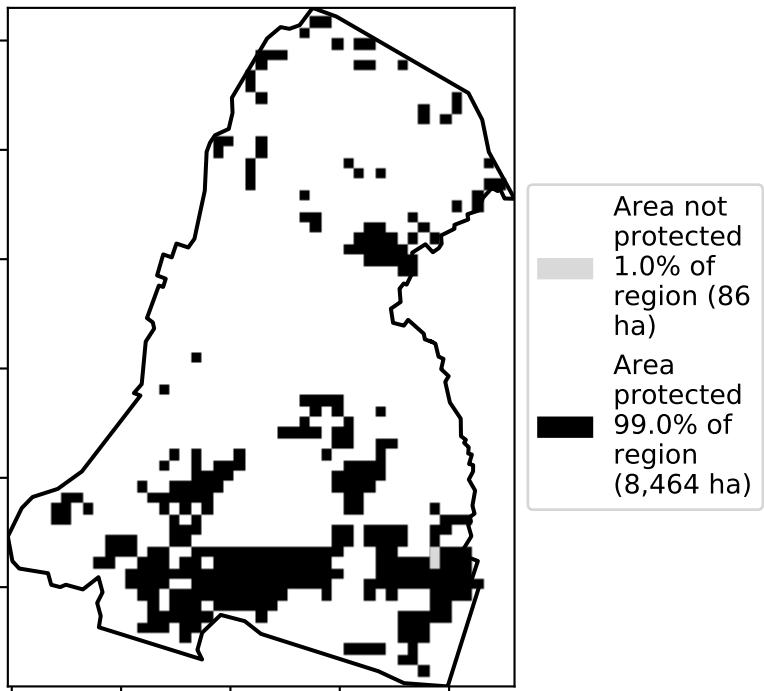 Area not
protected
1.0% of
region (86
ha)
Area
protected
99.0% of
region
(8,464 ha)